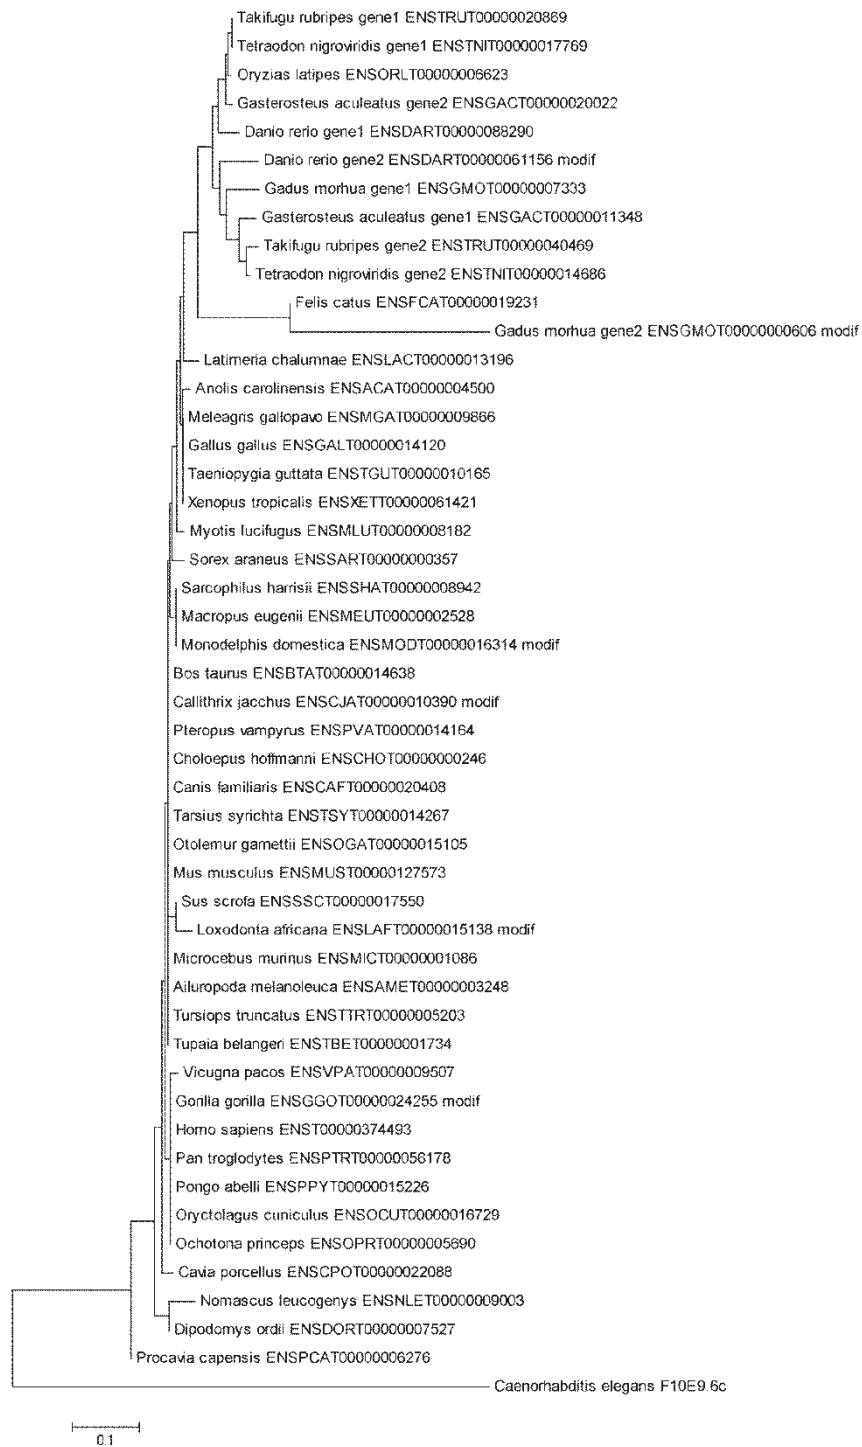 Takifugu rubripes gene1 ENSTRUT00000020869
Tetraodon nigroviridis gene1 ENSTNIT00000017769
Oryzias latipes ENSORLT00000006623
Gasterosteus aculeatus gene2 ENSGACT00000020022
Danio rerio gene1 ENSDART00000088290
Danio rerio gene2 ENSDART00000061156 modif
Gadus morhua gene1 ENSGMOT00000007333
Gasterosteus aculeatus gene1 ENSGACT00000011348
Takifugu rubripes gene2 ENSTRUT00000040469
Tetraodon nigroviridis gene2 ENSTNIT00000014686
Felis catus ENSFCAT00000019231
Gadus morhua gene2 ENSGMOT00000000606 modif
Latimeria chalumnae ENSLACT00000013196
Anolis carolinensis ENSACAT00000004500
Meleagris gallopavo ENSMGAT00000009866
Gallus gallus ENSGALT00000014120
Taeniopygia guttata ENSTGUT00000010165
Xenopus tropicalis ENSXETT00000061421
Myotis lucifugus ENSMLUT00000008182
Sorex araneus ENSSART00000000357
Sarcophilus harrisii ENSSHAT00000008942
Macropus eugenii ENSMEUT00000002528
Monodelphis domestica ENSMODT00000016314 modif
Bos taurus ENSBTAT00000014638
Callithrix jacchus ENSCJAT00000010390 modif
Pteropus vampyrus ENSPVAT00000014164
Choloepus hoffmanni ENSCHOT00000000246
Canis familiaris ENSCAFT00000020408
Tarsius syrichta ENSTSYT00000014267
Otolemur garnettii ENSOGAT00000015105
Mus musculus ENSMUST00000127573
Sus scrofa ENSSSCT00000017550
Loxodonta africana ENSLAFT00000015138 modif
Microcebus murinus ENSMICT00000001086
Ailuropoda melanoleuca ENSAMET00000003248
Tursiops truncatus ENSTTRT00000005203
Tupaia belangeri ENSTBET00000001734
Vicugna pacos ENSVPAT00000009507
Gorilla gorilla ENSGGOT00000024255 modif
Homo sapiens ENST00000374493
Pan troglodytes ENSPTRT00000056178
Pongo abelli ENSPPYT00000015226
Oryctolagus cuniculus ENSOCUT00000016729
Ochotona princeps ENSOPRT00000005690
Cavia porcellus ENSCPOT00000022088
Nomascus leucogenys ENSNLET00000009003
Dipodomys ordii ENSDORT00000007527
Procavia capensis ENSPCAT00000006276
Caenorhabditis elegans F10E9.6c
0.1